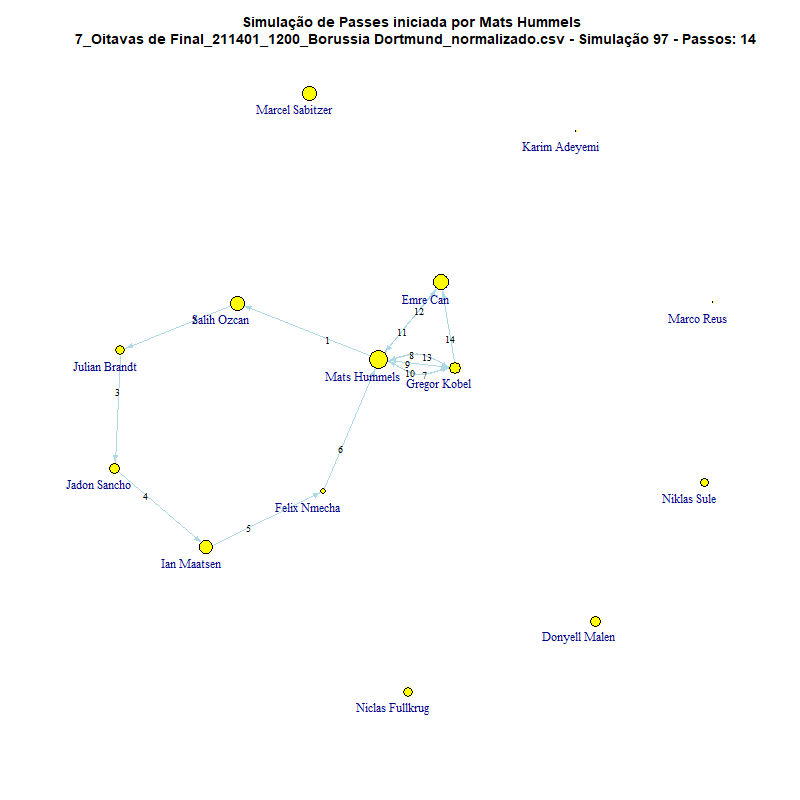 Simulação de Passes iniciada por Mats Hummels
7_Oitavas de Final_211401_1200_Borussia Dortmund_normalizado.csv - Simulação 97 - Passos: 14
Marcel Sabitzer
Karim Adeyemi
Emre Can
12
Salih Ozcan
2
Marco Reus
1
11
14
8
13
9
Julian Brandt
10
7
Mats Hummels
Gregor Kobel
3
6
Jadon Sancho
4
Niklas Sule
Felix Nmecha
5
Ian Maatsen
Donyell Malen
Niclas Fullkrug